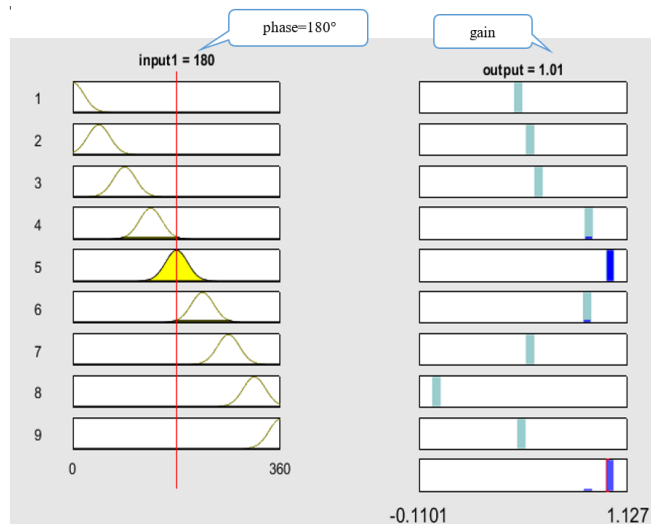 phase=180°
gain
input1 = 180
output = 1.01
1
2
3
4
5
6
7
8
9
0 360
-0.1101 1.127